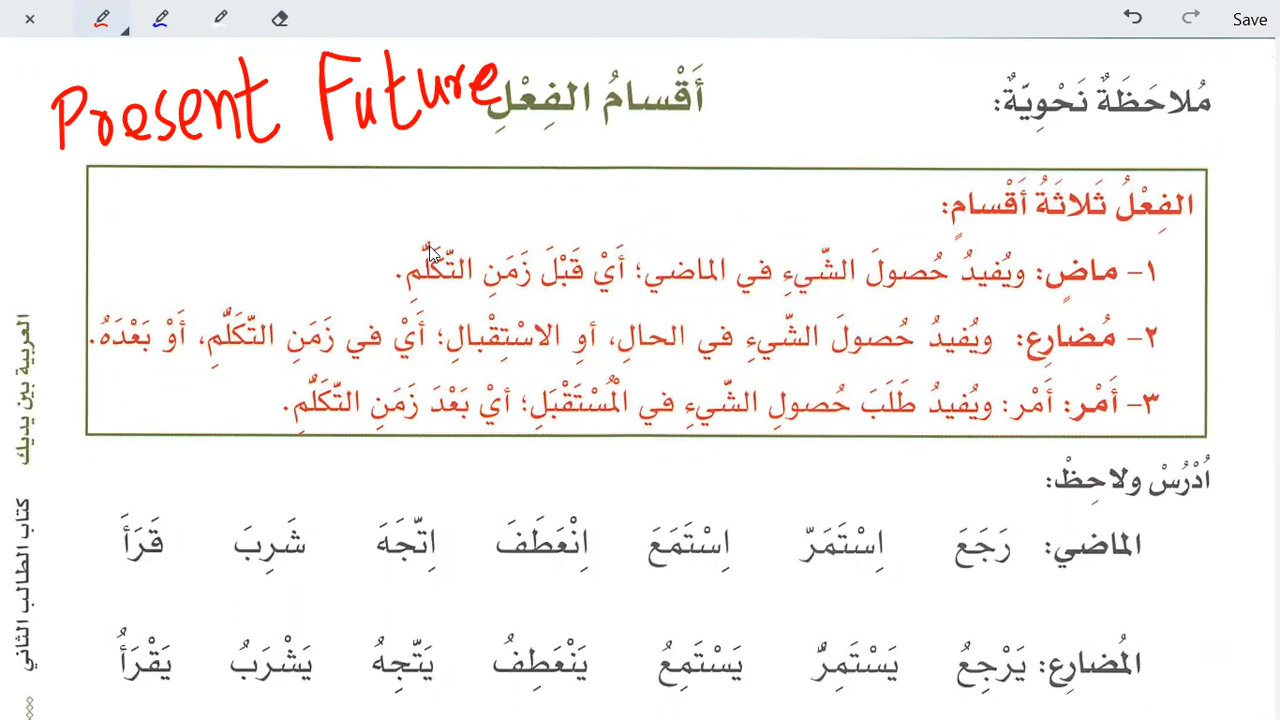 Save
Present Future
مُلاحَظَةٌ نَحْوِيَّةٌ: أَقْسامُ الفِعْلِ
الفِعْلُ ثَلاثَةُ أَقْسامٍ:
١- ماضٍ: ويُفيدُ حُصولَ الشَّيءِ في الماضي؛ أَيْ قَبْلَ زَمَنِ التَّكَلُّمِ.
٢- مُضارِع: ويُفيدُ حُصولَ الشَّيءِ في الحالِ، أوِ الاسْتِقْبالِ؛ أَيْ في زَمَنِ التَّكَلُّمِ، أَوْ بَعْدَهُ.
٣- أَمْر: أَمْر: ويُفيدُ طَلَبَ حُصولِ الشَّيءِ في الْمُسْتَقْبَلِ؛ أيْ بَعْدَ زَمَنِ التَّكَلُّمِ.
اُدْرُسْ ولاحِظْ:
الماضي: رَجَعَ اِسْتَمَرَّ اِسْتَمَعَ اِنْعَطَفَ اِتَّجَهَ شَرِبَ قَرَأَ
المُضارِع: يَرْجِعُ يَسْتَمِرُّ يَسْتَمِعُ يَنْعَطِفُ يَتَّجِهُ يَشْرَبُ يَقْرَأُ
العربية بين يديك كتاب الطالب الثاني